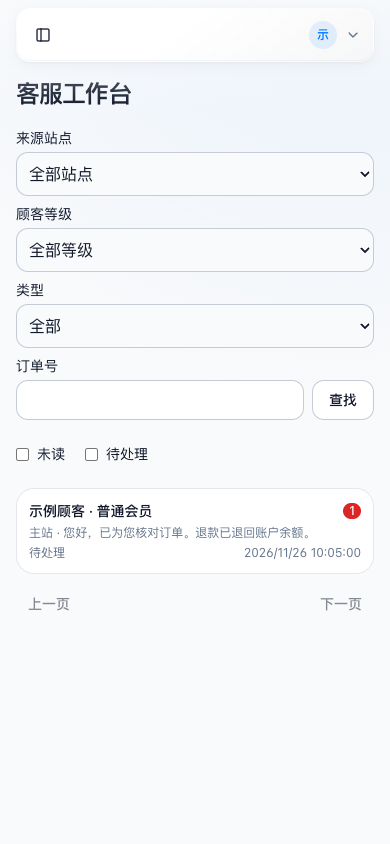 示
客服工作台
来源站点
全部站点
顾客等级
全部等级
类型
全部
订单号
查找
未读 待处理
示例顾客 · 普通会员 1
主站 · 您好，已为您核对订单。退款已退回账户余额。
待处理 2026/11/26 10:05:00
上一页 下一页